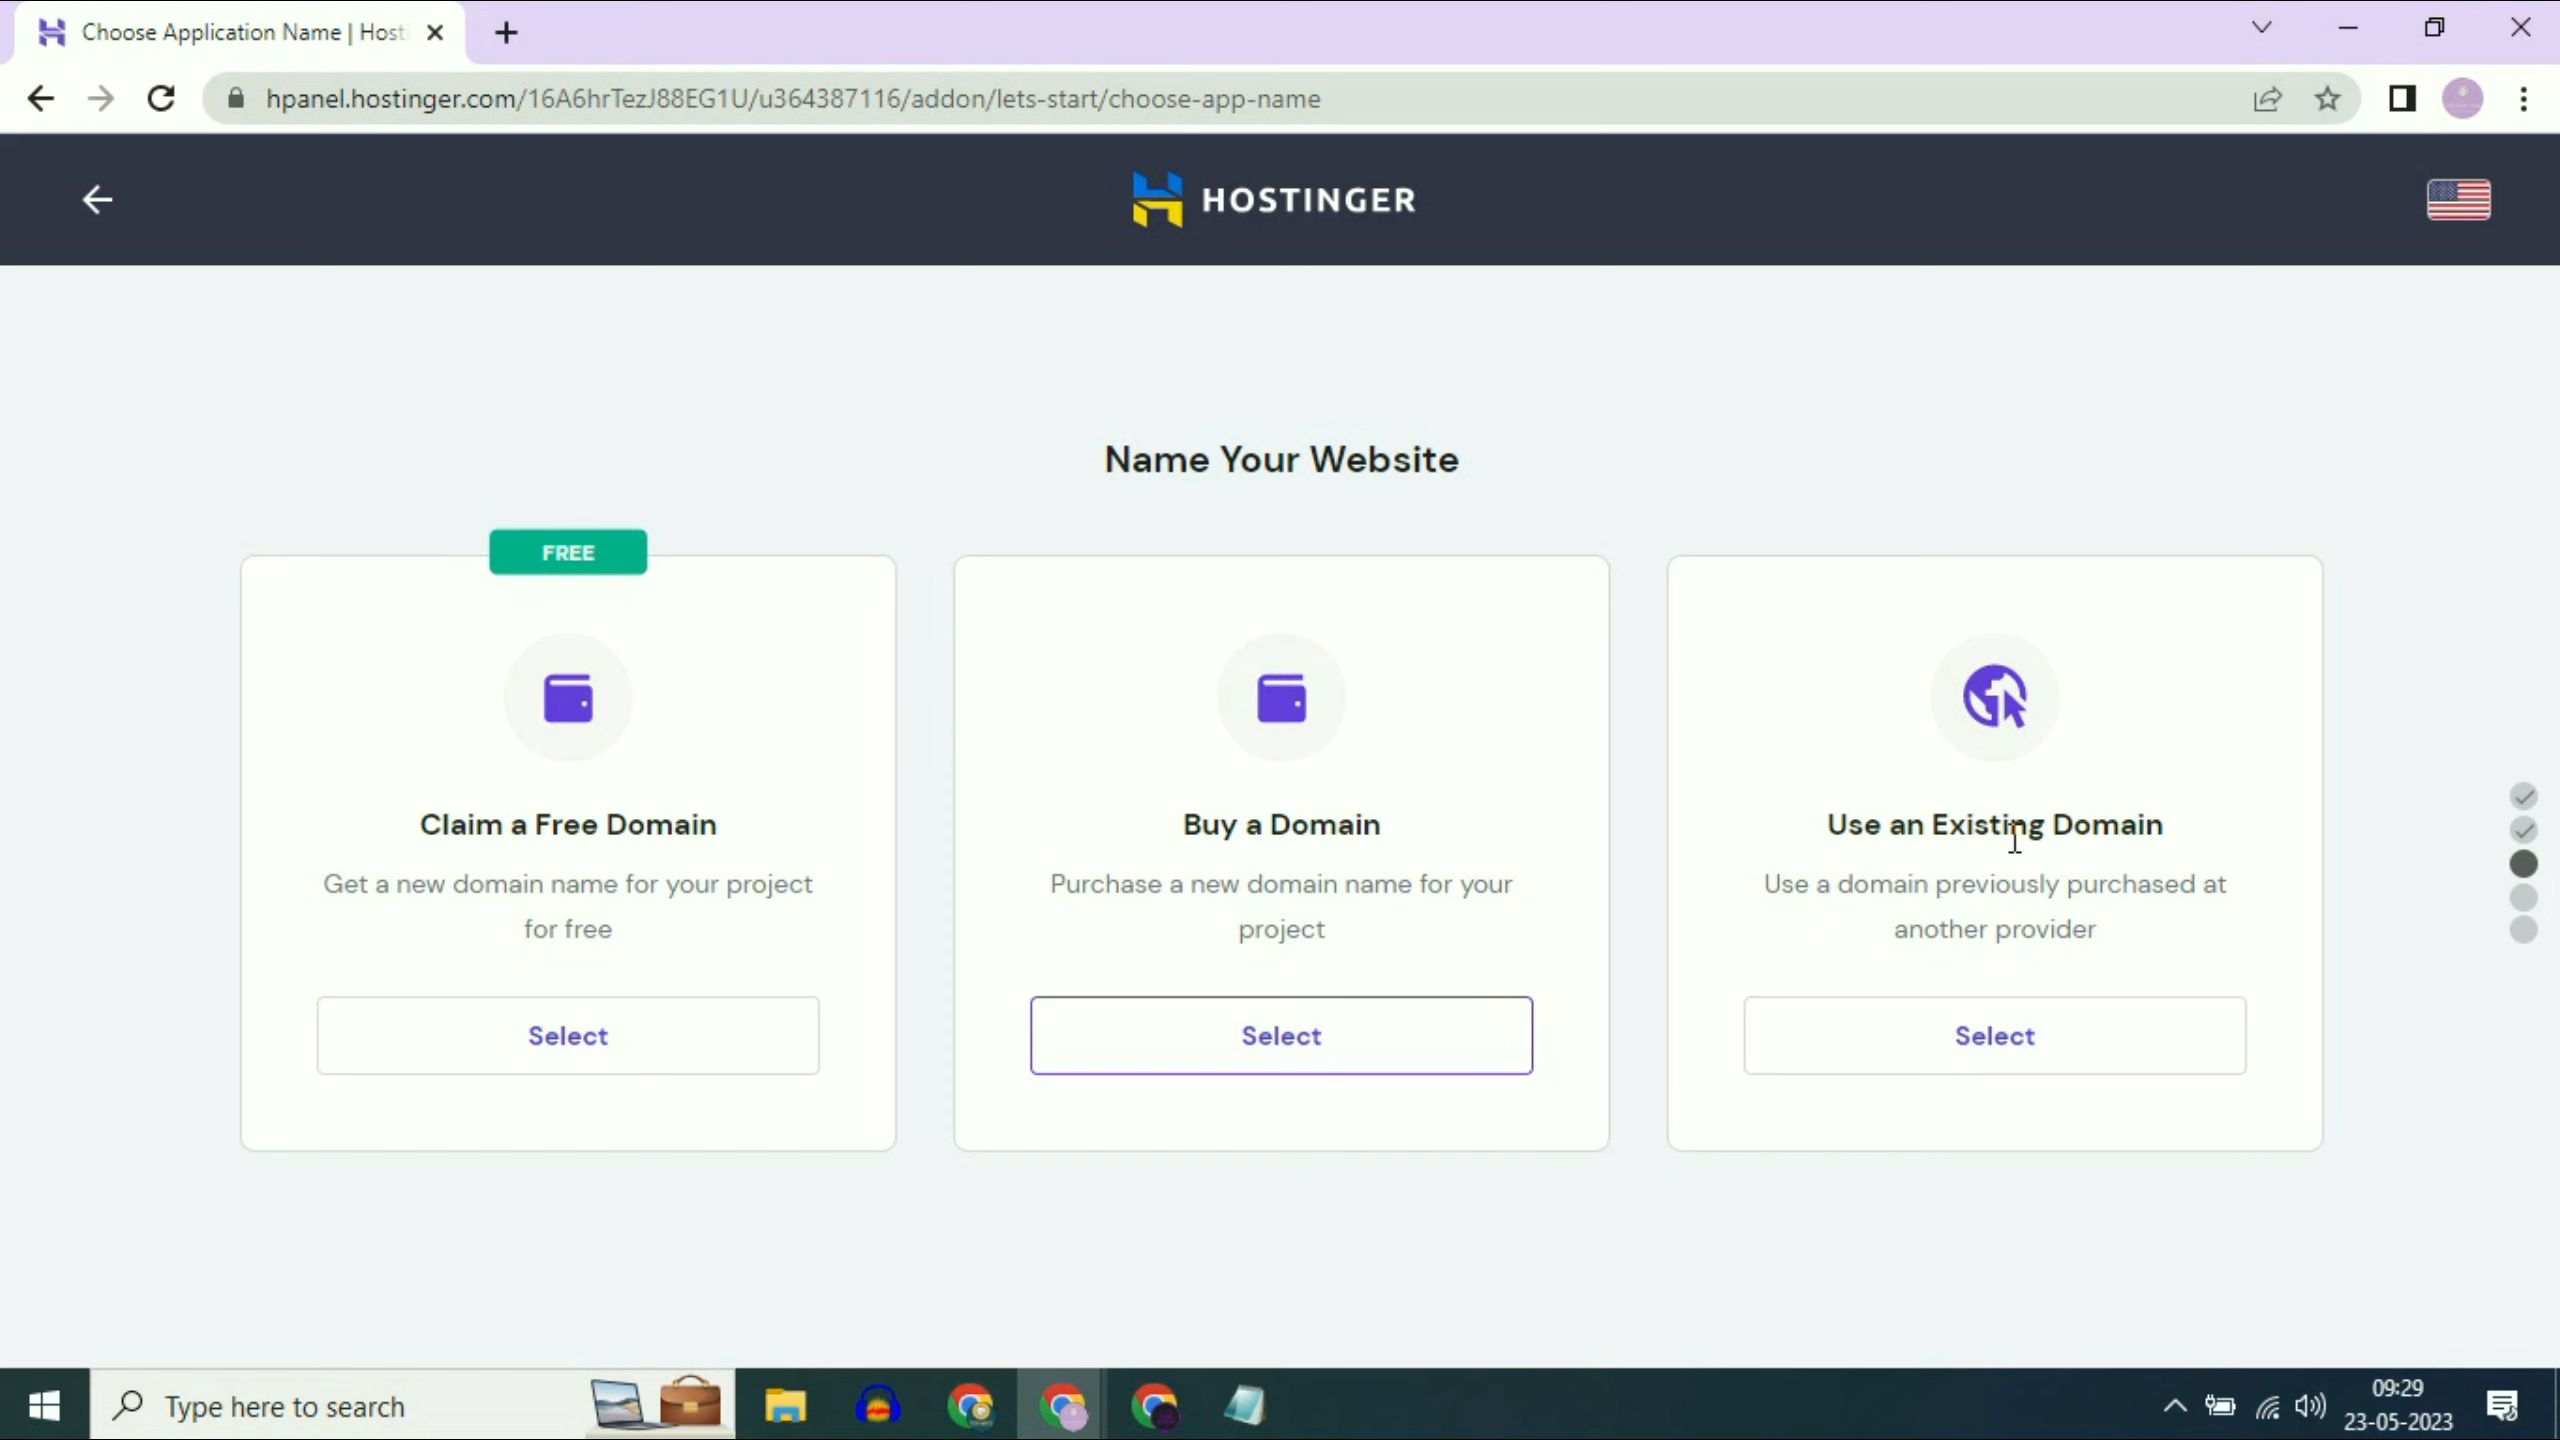 Choose Application Name | Hosti
hpanel.hostinger.com/16A6hrTezJ88EG1U/u364387116/addon/lets-start/choose-app-name
HOSTINGER
Name Your Website
FREE
Claim a Free Domain
Get a new domain name for your project
for free
Select
Buy a Domain
Purchase a new domain name for your
project
Select
Use an Existing Domain
Use a domain previously purchased at
another provider
Select
Type here to search
09:29
23-05-2023